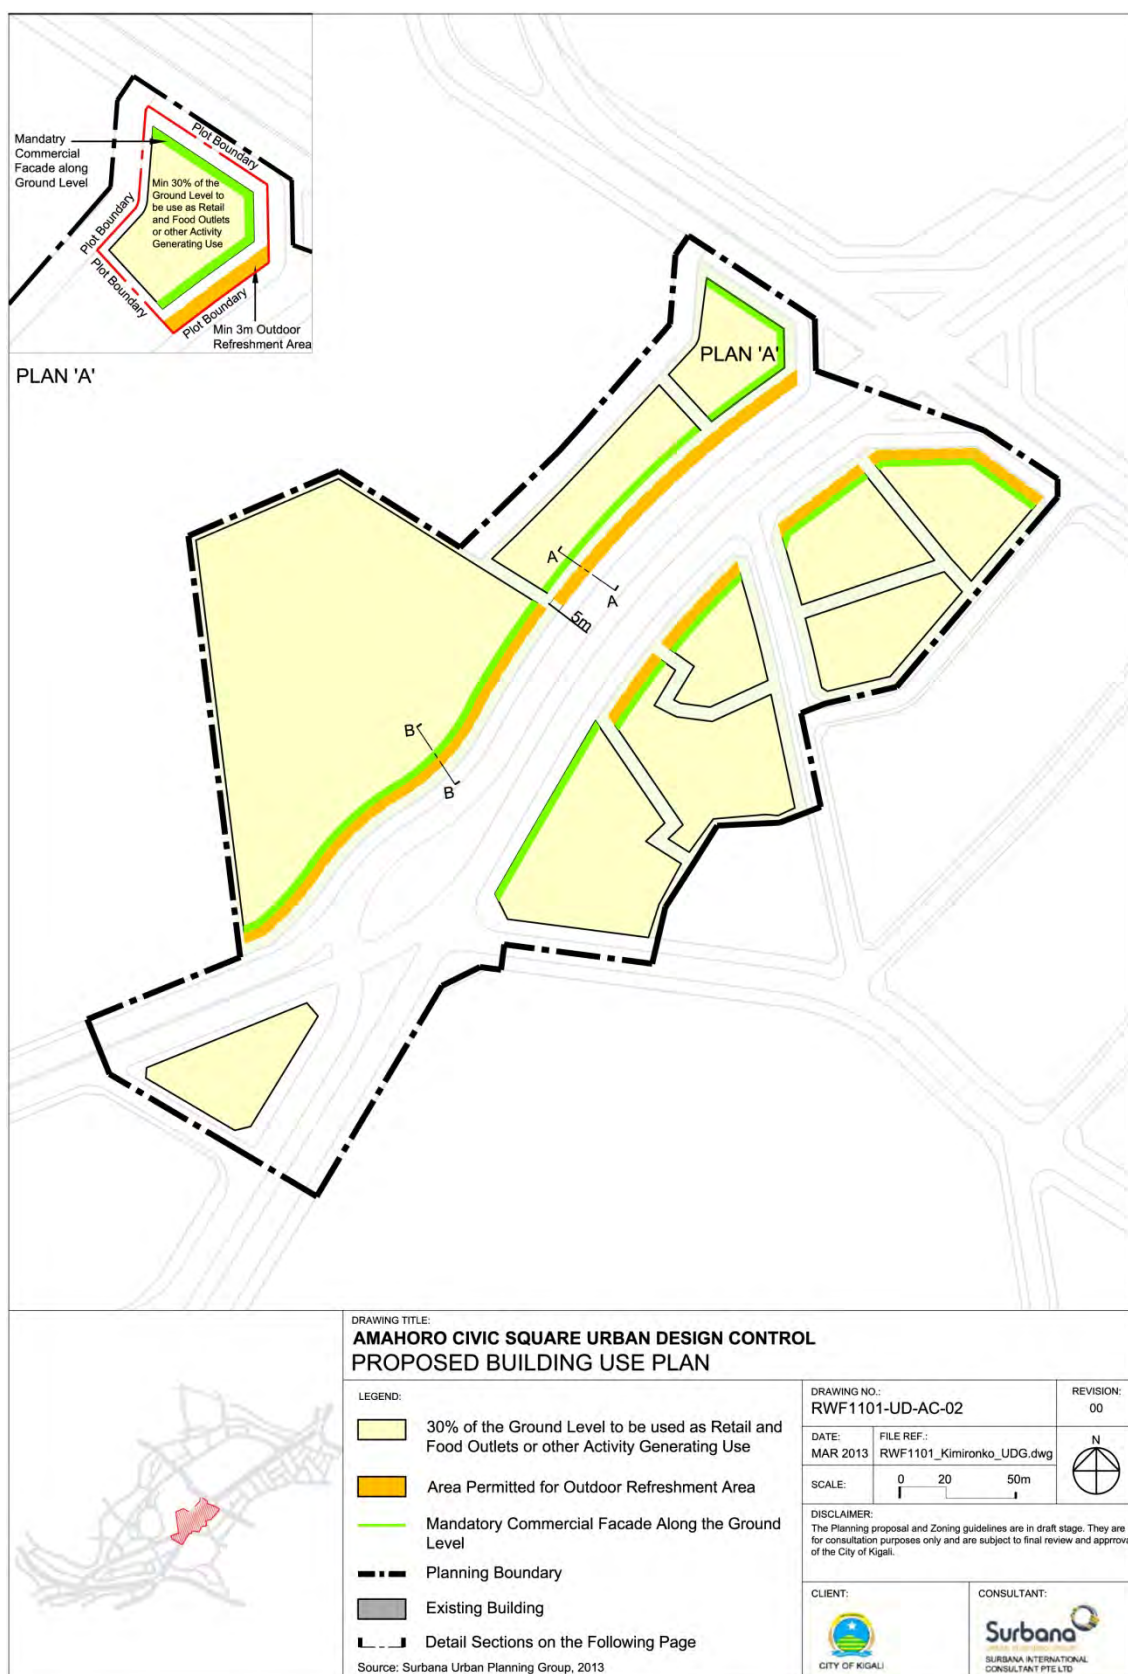 Mandatry
Commercial
Facade along
Ground Level
Plot Boundary
Min 30% of the
Ground Level to
be use as Retail
and Food Outlets
or other Activity
Generating Use
Plot Boundary
Plot Boundary
Plot Boundary
Min 3m Outdoor
Refreshment Area
PLAN 'A'
PLAN 'A'
A
A
5m
B
B
DRAWING TITLE:
AMAHORO CIVIC SQUARE URBAN DESIGN CONTROL
PROPOSED BUILDING USE PLAN
LEGEND:
30% of the Ground Level to be used as Retail and
Food Outlets or other Activity Generating Use
Area Permitted for Outdoor Refreshment Area
Mandatory Commercial Facade Along the Ground
Level
Planning Boundary
Existing Building
Detail Sections on the Following Page
Source: Surbana Urban Planning Group, 2013
DRAWING NO.:
RWF1101-UD-AC-02
REVISION:
00
DATE:
MAR 2013
FILE REF.:
RWF1101_Kimironko_UDG.dwg
N
SCALE:
0 20 50m
DISCLAIMER:
The Planning proposal and Zoning guidelines are in draft stage. They are
for consultation purposes only and are subject to final review and approva
of the City of Kigali.
CLIENT:
CITY OF KIGALI
CONSULTANT:
Surbana
SURBANA INTERNATIONAL
CONSULTANT PTE LTD